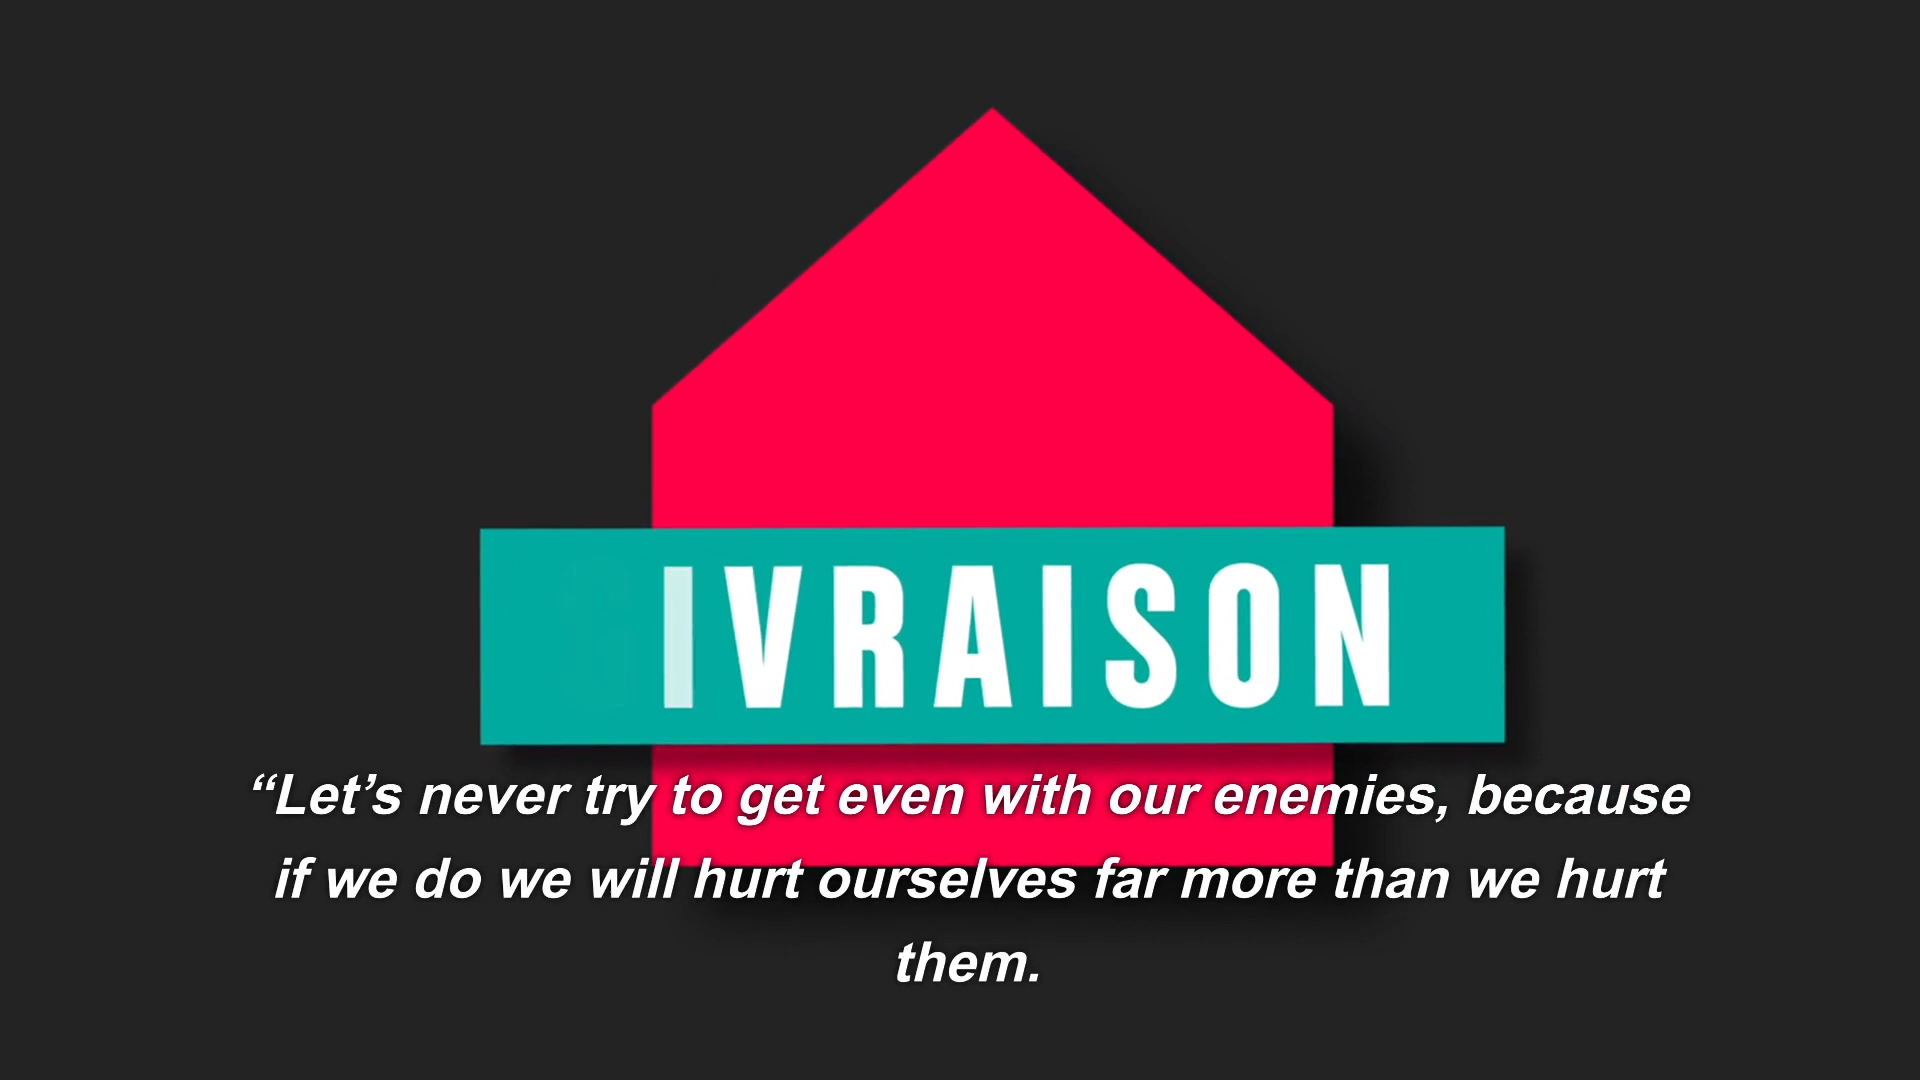 IVRAISON
“Let’s never try to get even with our enemies, because
if we do we will hurt ourselves far more than we hurt
them.